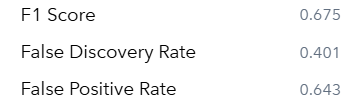 F1 Score 0.675
False Discovery Rate 0.401
False Positive Rate 0.643